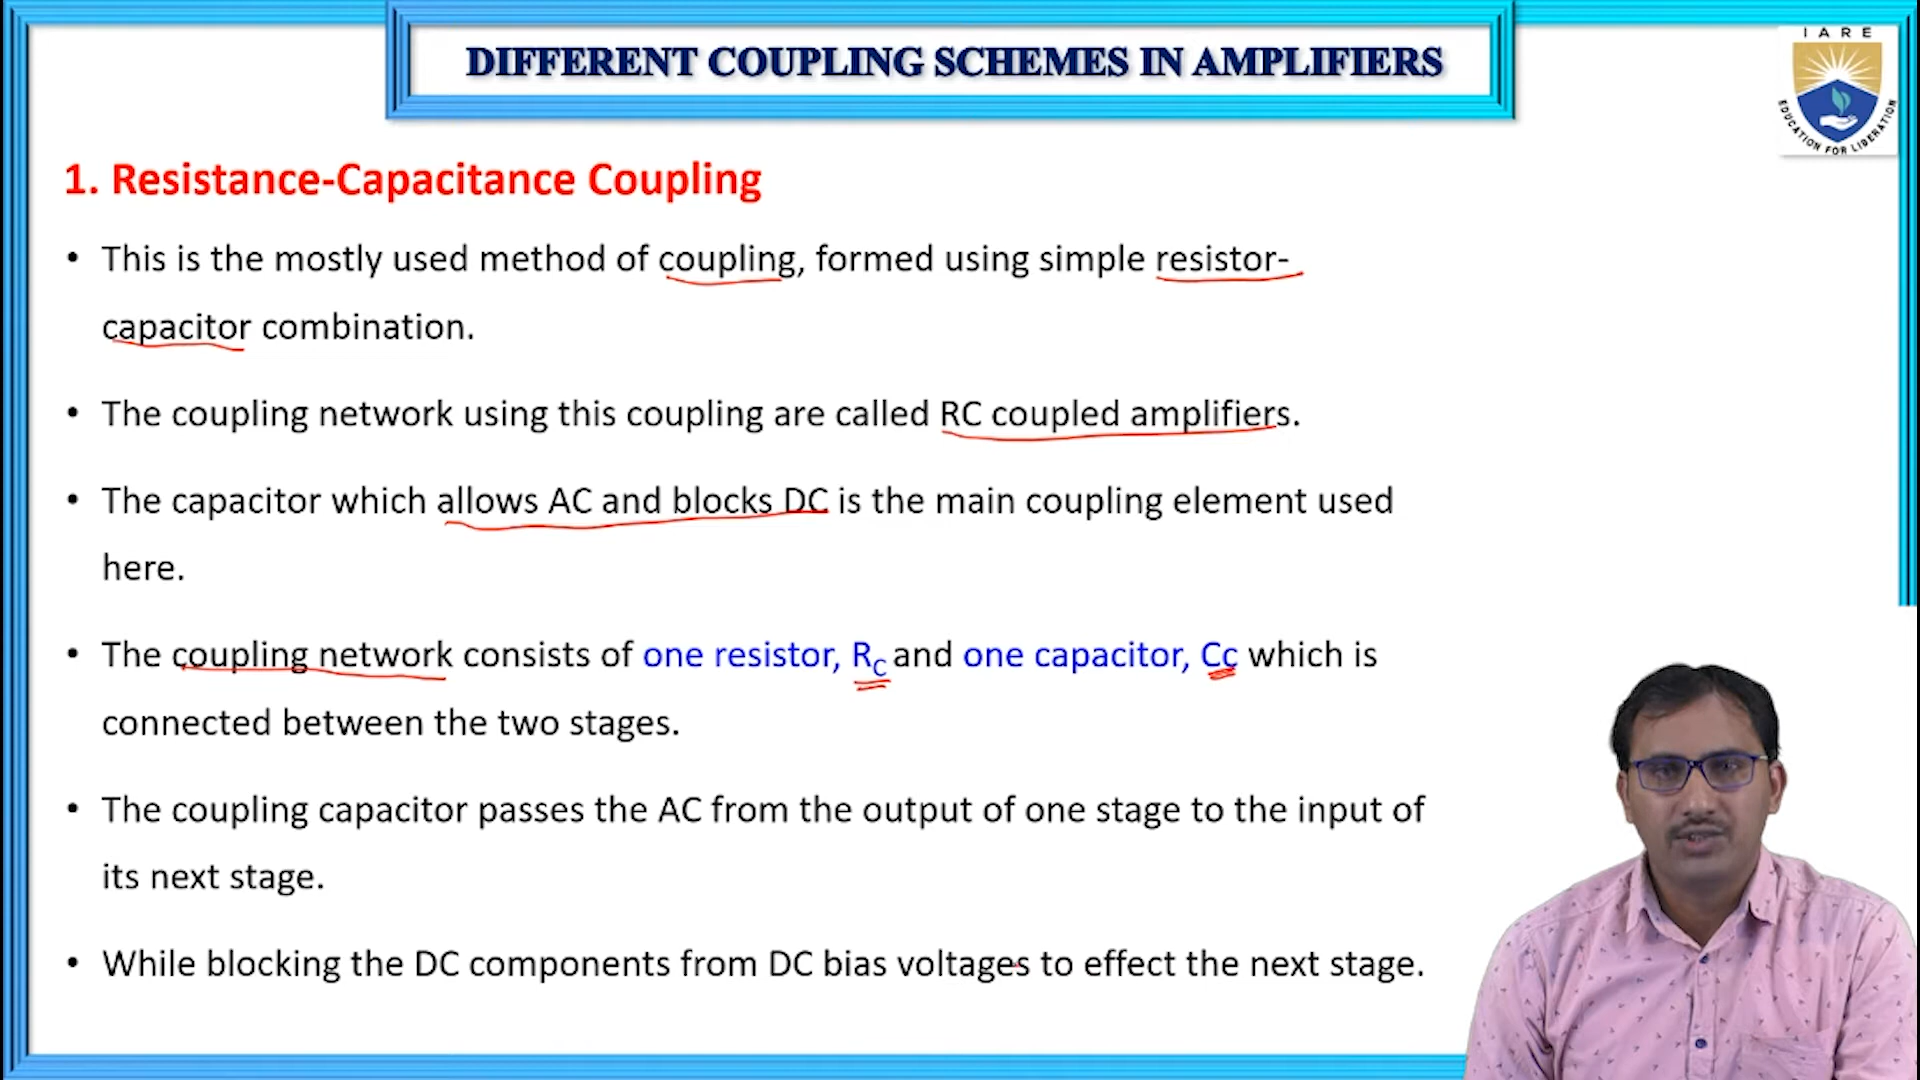 DIFFERENT COUPLING SCHEMES IN AMPLIFIERS
IARE
EDUCATION FOR LIBERATION
1. Resistance-Capacitance Coupling
• This is the mostly used method of coupling, formed using simple resistor-
capacitor combination.
• The coupling network using this coupling are called RC coupled amplifiers.
• The capacitor which allows AC and blocks DC is the main coupling element used
here.
• The coupling network consists of one resistor, RC and one capacitor, Cc which is
connected between the two stages.
• The coupling capacitor passes the AC from the output of one stage to the input of
its next stage.
• While blocking the DC components from DC bias voltages to effect the next stage.